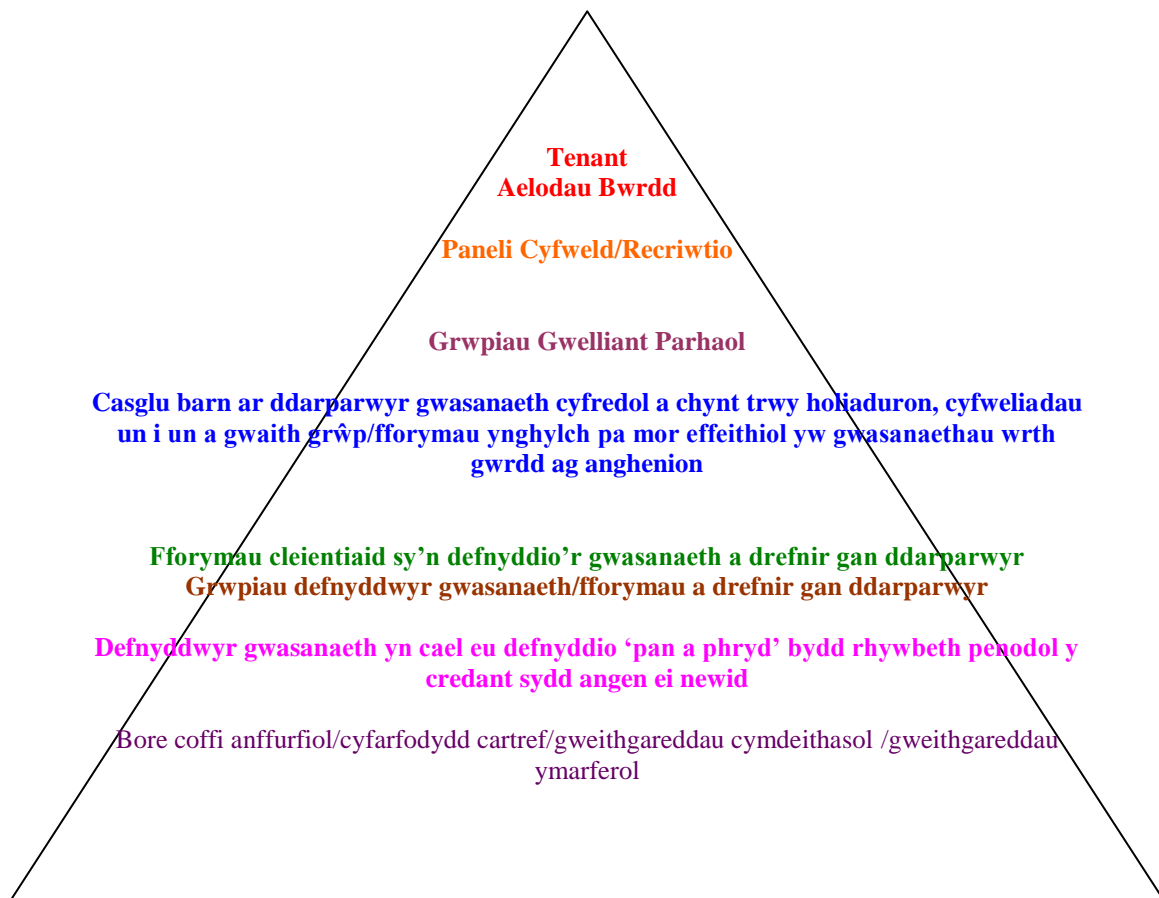 Tenant
Aelodau Bwrdd
Paneli Cyfweld/Recriwtio
Grwpiau Gwelliant Parhaol
Casglu barn ar ddarparwyr gwasanaeth cyfredol a chynt trwy holiaduron, cyfweliadau
un i un a gwaith grŵp/fforymau ynghylch pa mor effeithiol yw gwasanaethau wrth
gwrdd ag anghenion
Fforymau cleientiaid sy’n defnyddio’r gwasanaeth a drefnir gan ddarparwyr
Grwpiau defnyddwyr gwasanaeth/fforymau a drefnir gan ddarparwyr
Defnyddwyr gwasanaeth yn cael eu defnyddio ‘pan a phryd’ bydd rhywbeth penodol y
credant sydd angen ei newid
Bore coffi anffurfiol/cyfarfodydd cartref/gweithgareddau cymdeithasol /gweithgareddau
ymarferol